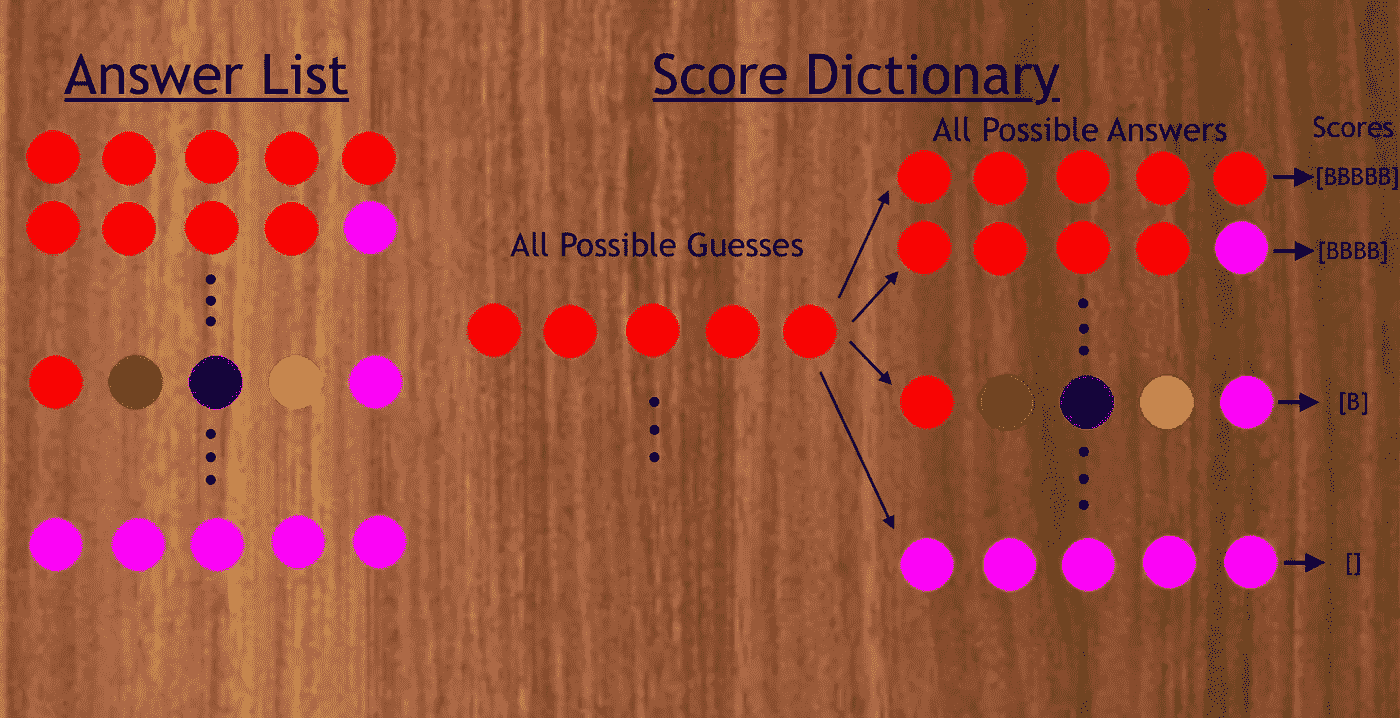 Answer List
Score Dictionary
All Possible Answers
Scores
[BBBBB]
All Possible Guesses
[BBBB]
[B]
[]